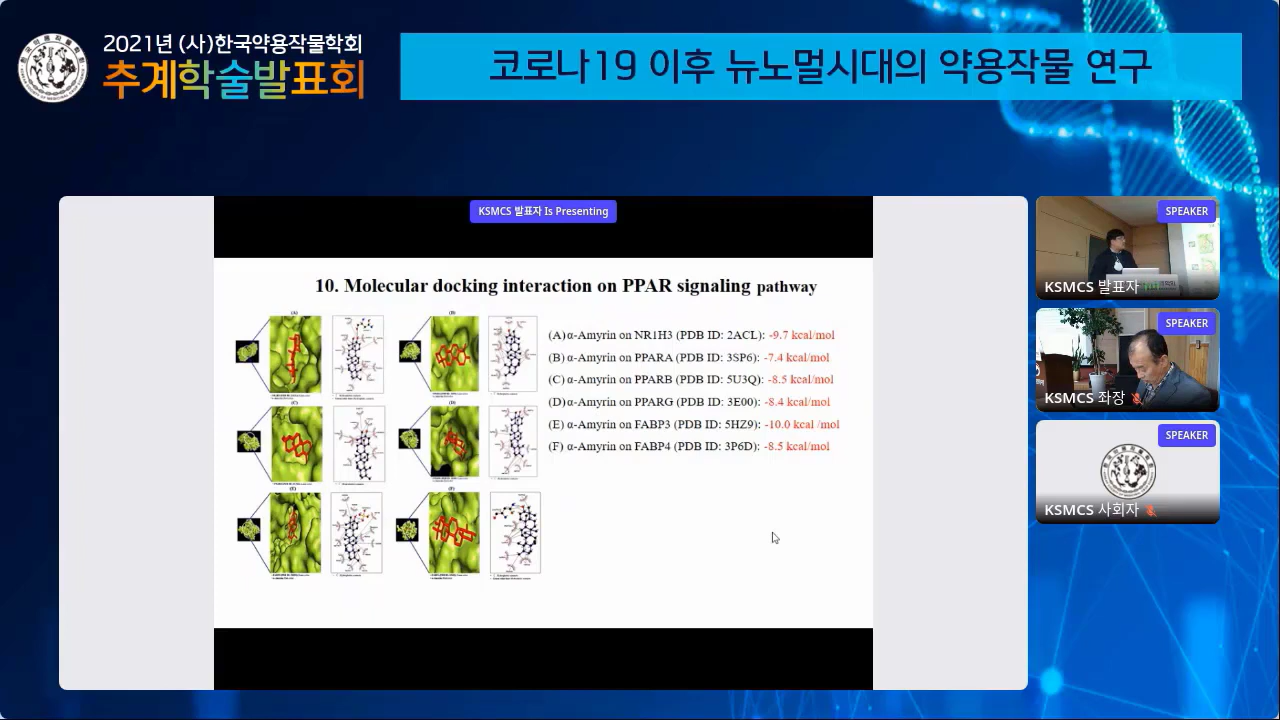 2021년 (사)한국약용작물학회
추계학술발표회
코로나19 이후 뉴노멀시대의 약용작물 연구
KSMCS 발표자 Is Presenting
10. Molecular docking interaction on PPAR signaling pathway
(A)
(B)
(C)
(D)
(E)
(F)
(A) α-Amyrin on NR1H3 (PDB ID: 2ACL): -9.7 kcal/mol
(B) α-Amyrin on PPARA (PDB ID: 3SP6): -7.4 kcal/mol
(C) α-Amyrin on PPARB (PDB ID: 5U3Q): -8.5 kcal/mol
(D) α-Amyrin on PPARG (PDB ID: 3E00): -8.4 kcal/mol
(E) α-Amyrin on FABP3 (PDB ID: 5HZ9): -10.0 kcal /mol
(F) α-Amyrin on FABP4 (PDB ID: 3P6D): -8.5 kcal/mol
SPEAKER
KSMCS 발표자
SPEAKER
KSMCS 좌장
SPEAKER
KSMCS 사회자